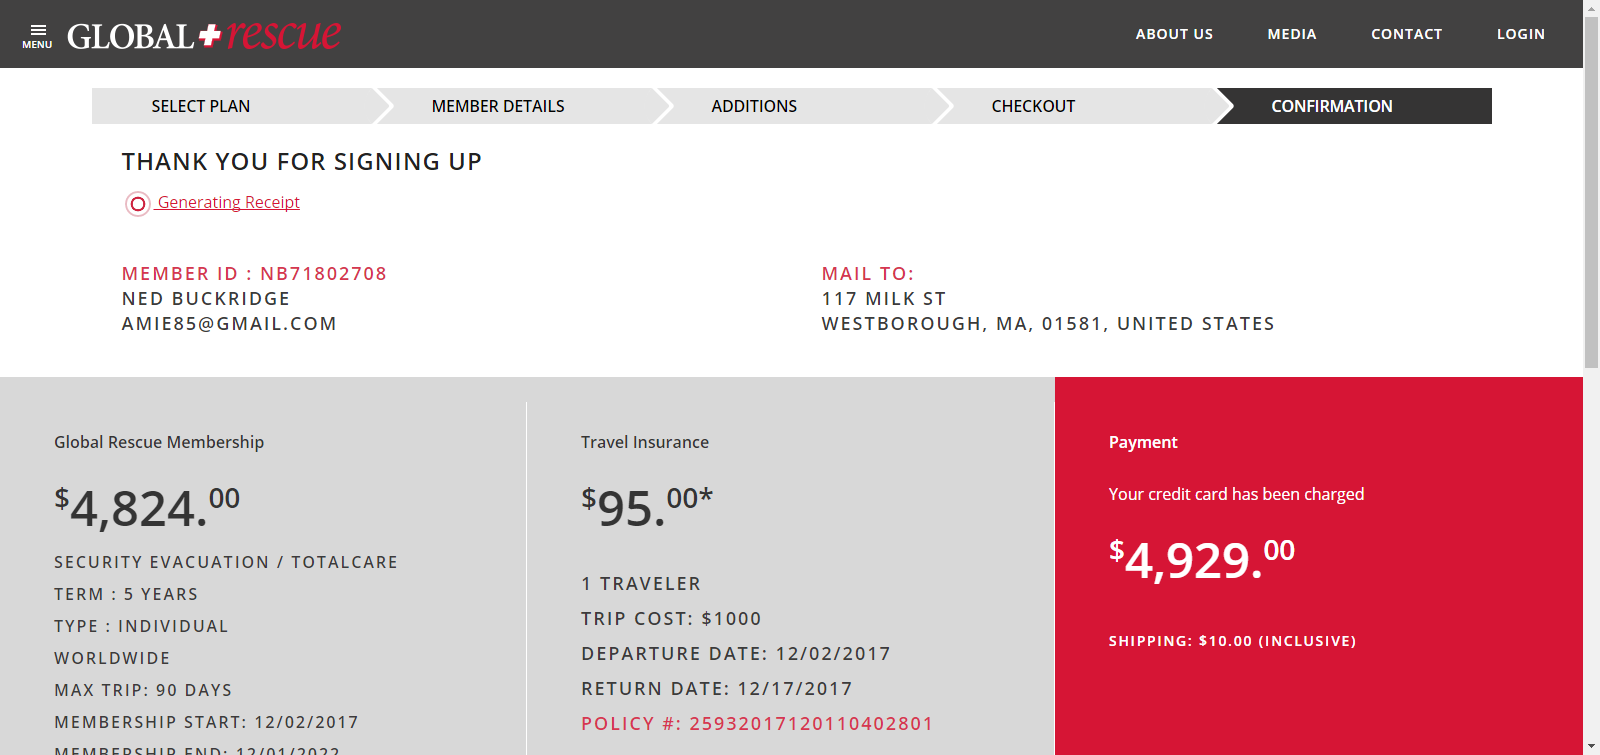 MENU
GLOBAL rescue
ABOUT US
MEDIA
CONTACT
LOGIN
SELECT PLAN
MEMBER DETAILS
ADDITIONS
CHECKOUT
CONFIRMATION
THANK YOU FOR SIGNING UP
Generating Receipt
MEMBER ID : NB71802708
NED BUCKRIDGE
AMIE85@GMAIL.COM
MAIL TO:
117 MILK ST
WESTBOROUGH, MA, 01581, UNITED STATES
Global Rescue Membership
$4,824.00
SECURITY EVACUATION / TOTALCARE
TERM : 5 YEARS
TYPE : INDIVIDUAL
WORLDWIDE
MAX TRIP: 90 DAYS
MEMBERSHIP START: 12/02/2017
MEMBERSHIP END: 12/01/2022
Travel Insurance
$95.00*
1 TRAVELER
TRIP COST: $1000
DEPARTURE DATE: 12/02/2017
RETURN DATE: 12/17/2017
POLICY #: 25932017120110402801
Payment
Your credit card has been charged
$4,929.00
SHIPPING: $10.00 (INCLUSIVE)